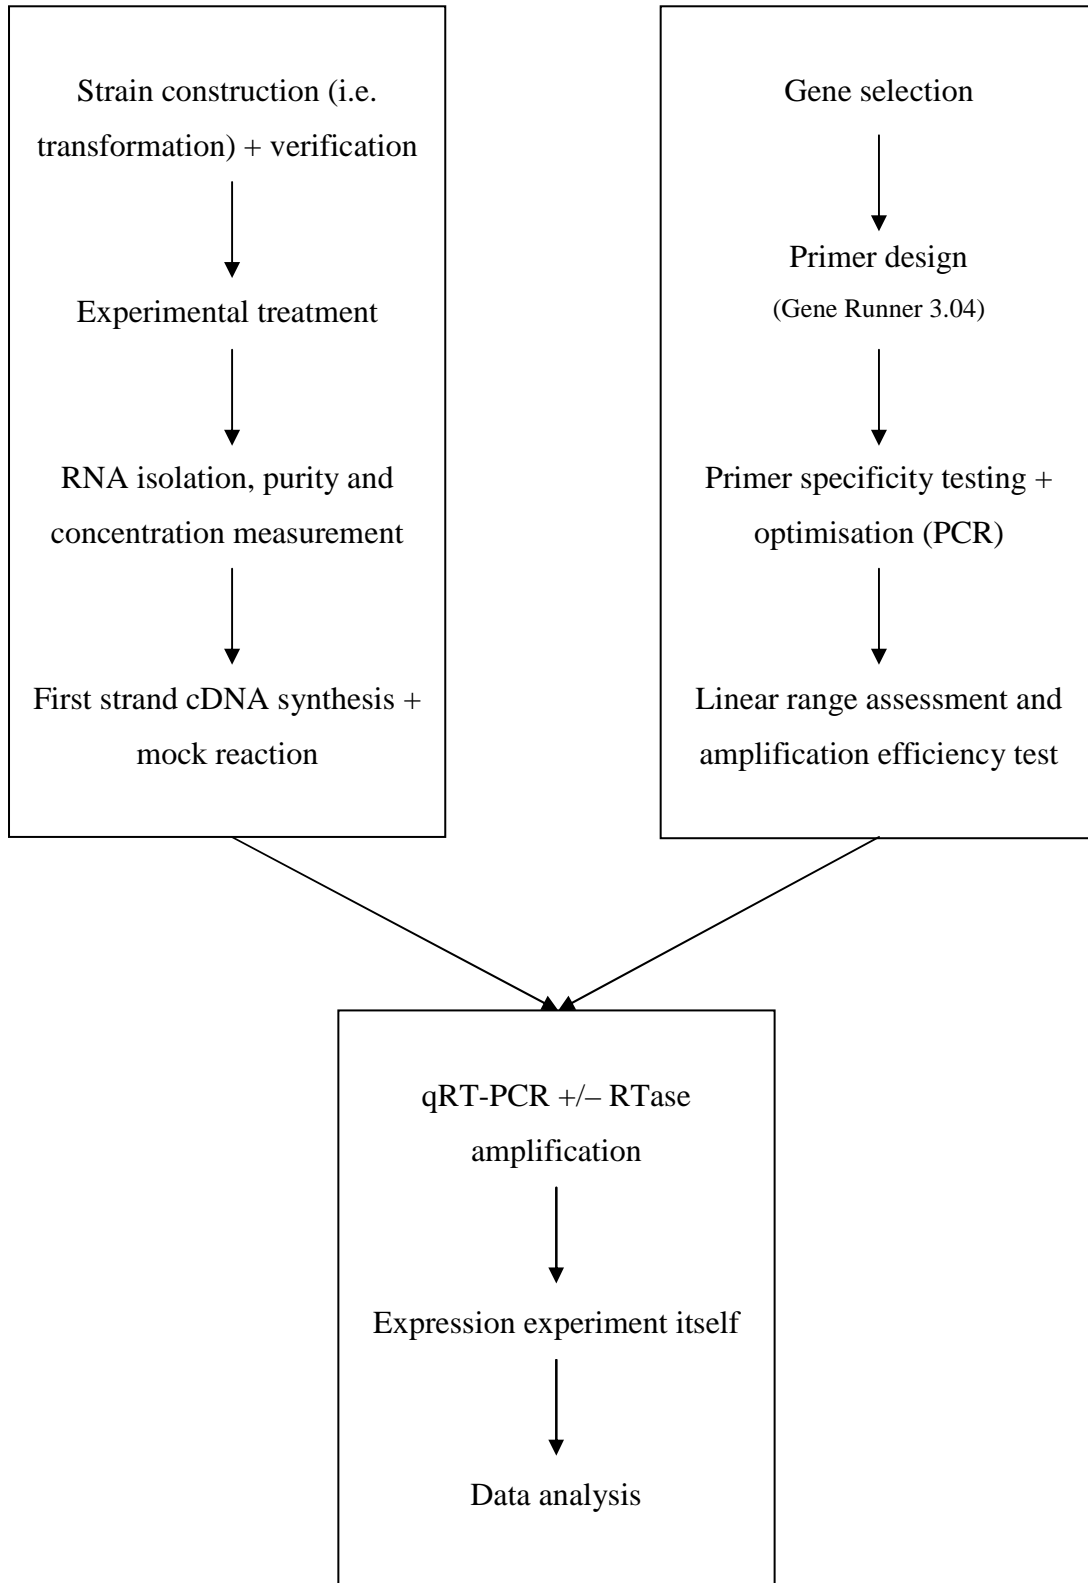 Strain construction (i.e.
transformation) + verification
Experimental treatment
RNA isolation, purity and
concentration measurement
First strand cDNA synthesis +
mock reaction
Gene selection
Primer design
(Gene Runner 3.04)
Primer specificity testing +
optimisation (PCR)
Linear range assessment and
amplification efficiency test
qRT-PCR +/– RTase
amplification
Expression experiment itself
Data analysis